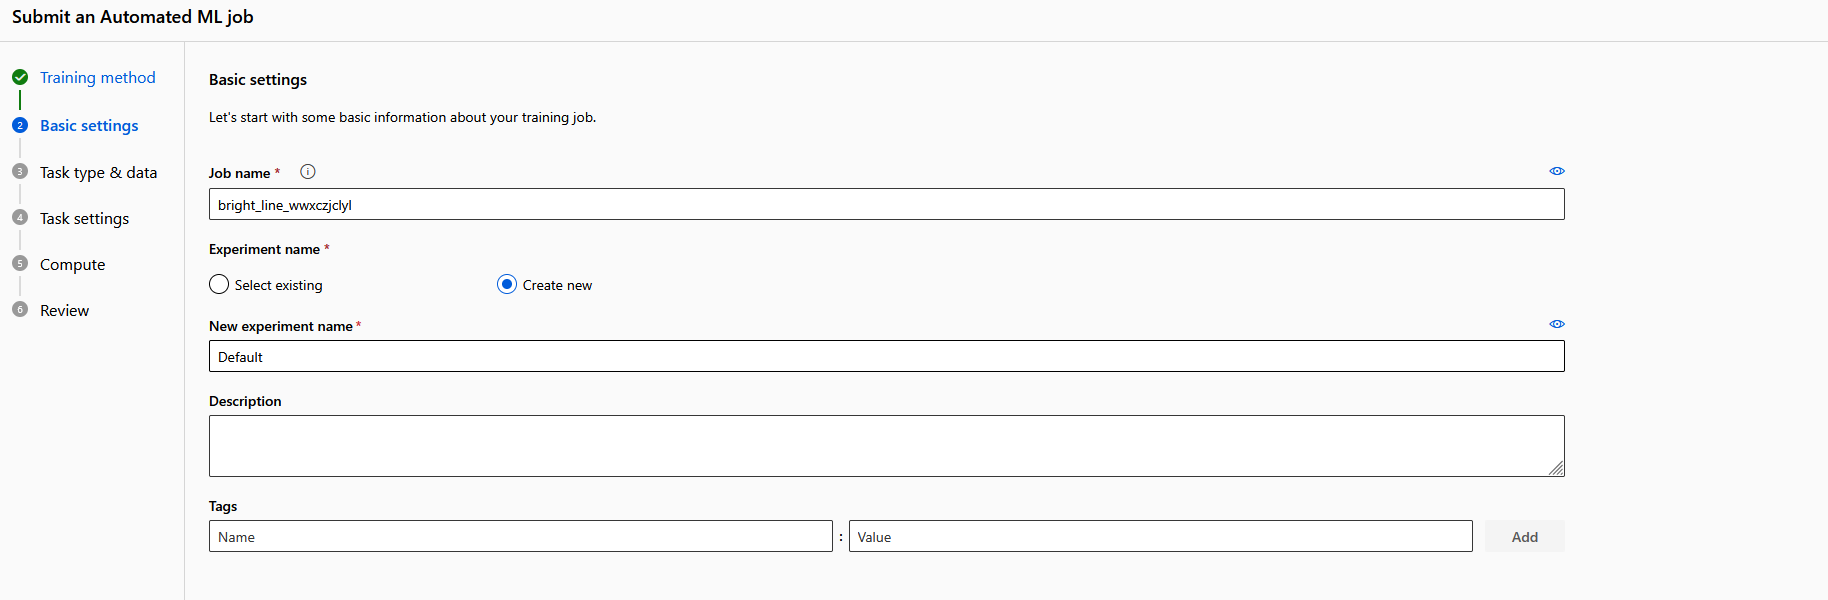 Submit an Automated ML job
Training method
2 Basic settings
3 Task type & data
4 Task settings
5 Compute
6 Review
Basic settings
Let's start with some basic information about your training job.
Job name *
bright_line_wwxczjclyl
Experiment name *
Select existing Create new
New experiment name *
Default
Description
Tags
Name : Value Add